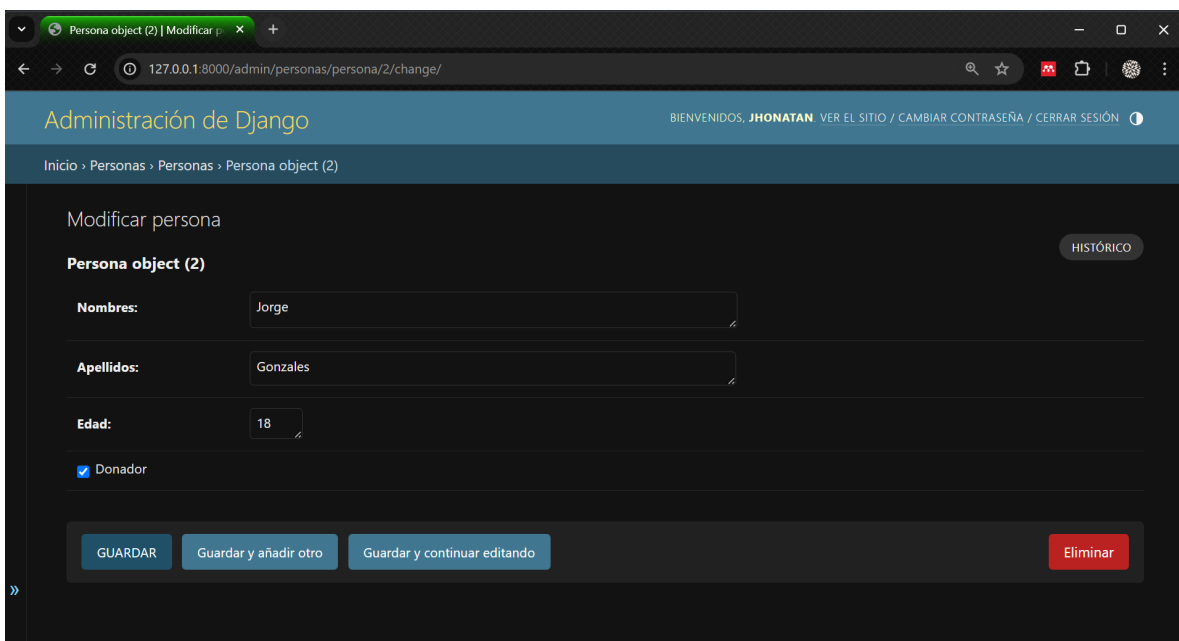 Persona object (2) | Modificar p
127.0.0.1:8000/admin/personas/persona/2/change/
Administración de Django
BIENVENIDOS, JHONATAN. VER EL SITIO / CAMBIAR CONTRASEÑA / CERRAR SESIÓN
Inicio › Personas › Personas › Persona object (2)
Modificar persona
HISTÓRICO
Persona object (2)
Nombres: Jorge
Apellidos: Gonzales
Edad: 18
Donador
GUARDAR Guardar y añadir otro Guardar y continuar editando Eliminar
»